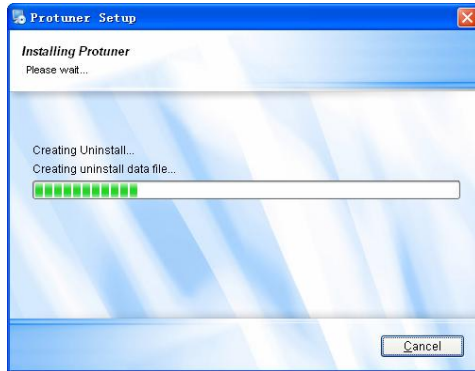 Protuner Setup
Installing Protuner
Please wait...
Creating Uninstall...
Creating uninstall data file...
Cancel